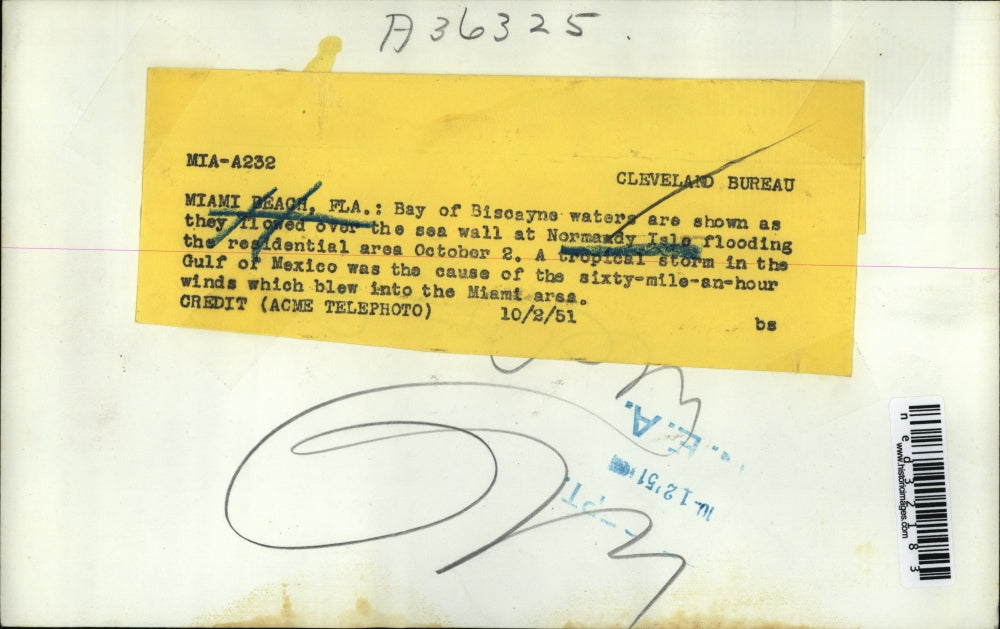 A36325.
MIA-A232
CLEVELAND BUREAU
MIAMI BEACH, FLA.: Bay of Biscayne waters are shown as
they flowed over the sea wall at Normandy Isle flooding
the residential area October 2. A tropical storm in the
Gulf of Mexico was the cause of the sixty-mile-an-hour
winds which blew into the Miami area.
CREDIT (ACME TELEPHOTO) 10/2/51 bs
E. A.
12 '51
PT.
ned32183
www.historicimages.com